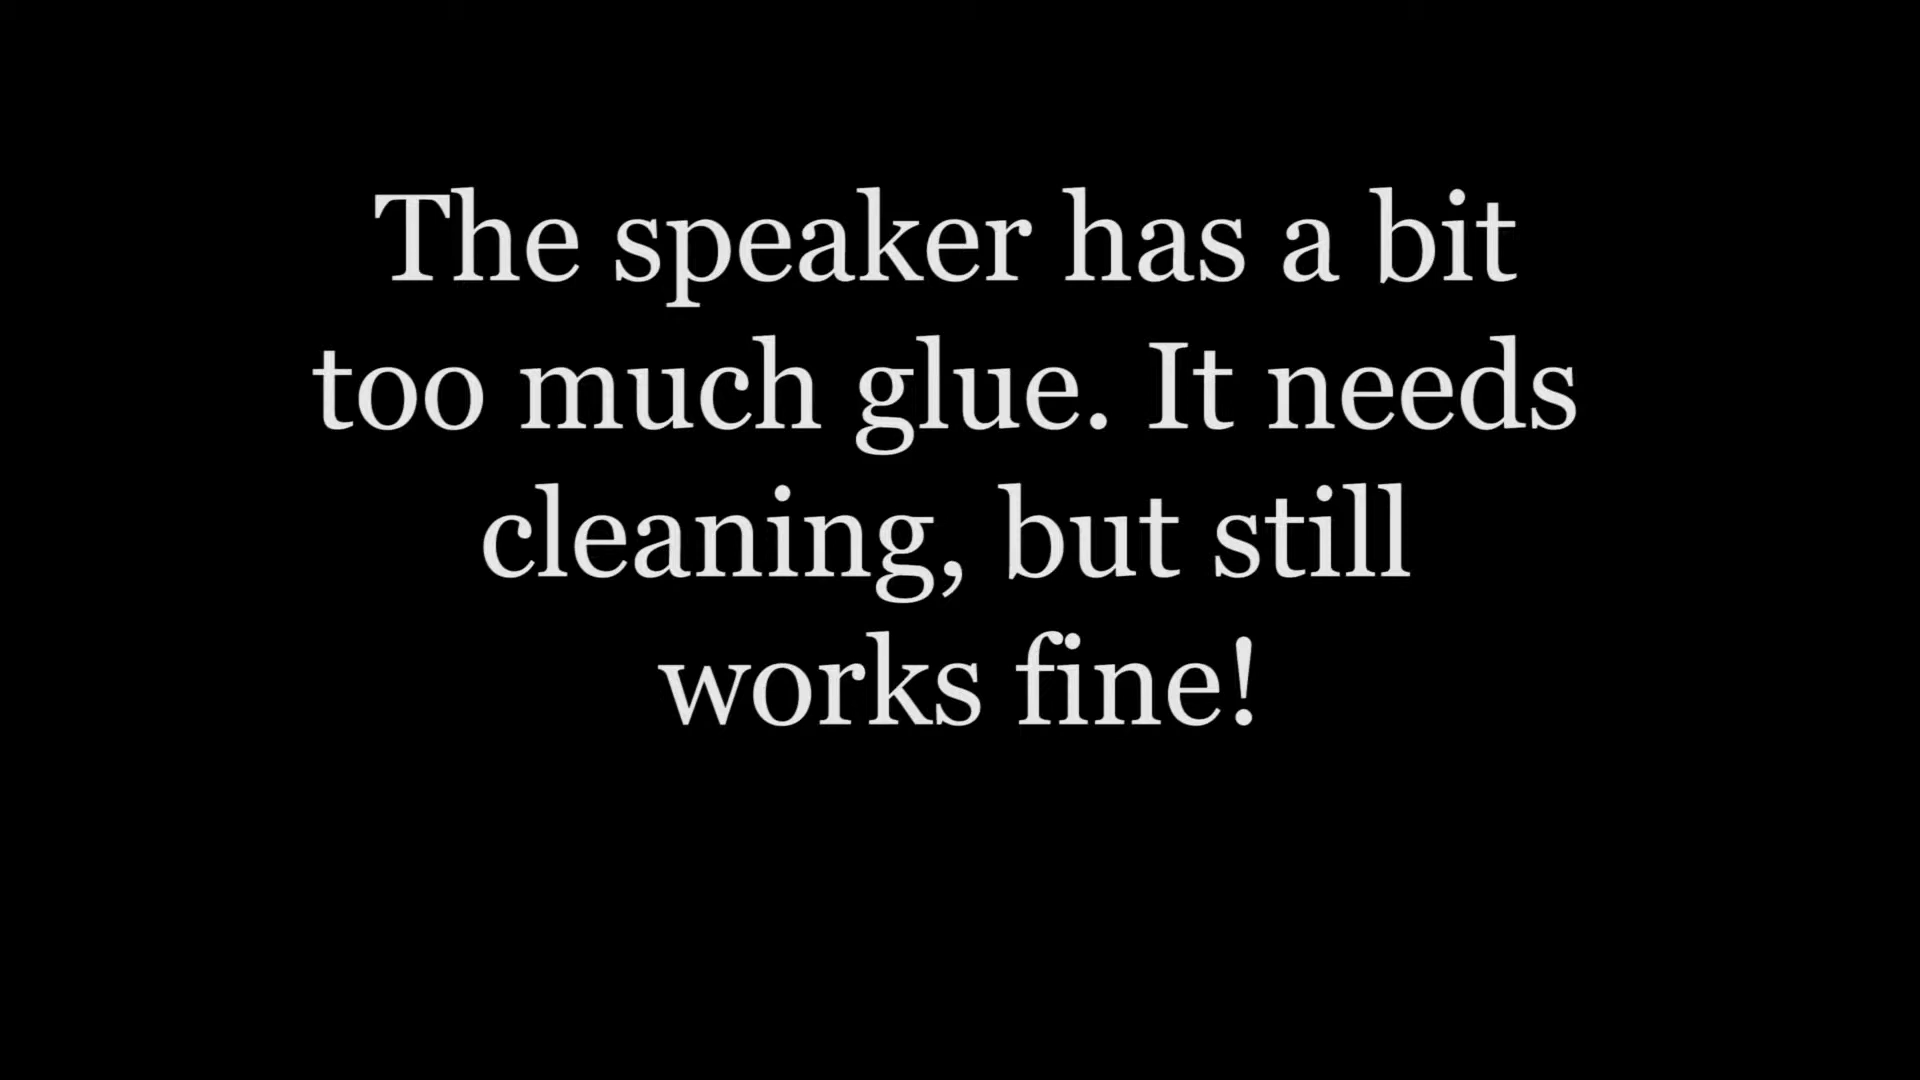 The speaker has a bit
too much glue. It needs
cleaning, but still
works fine!